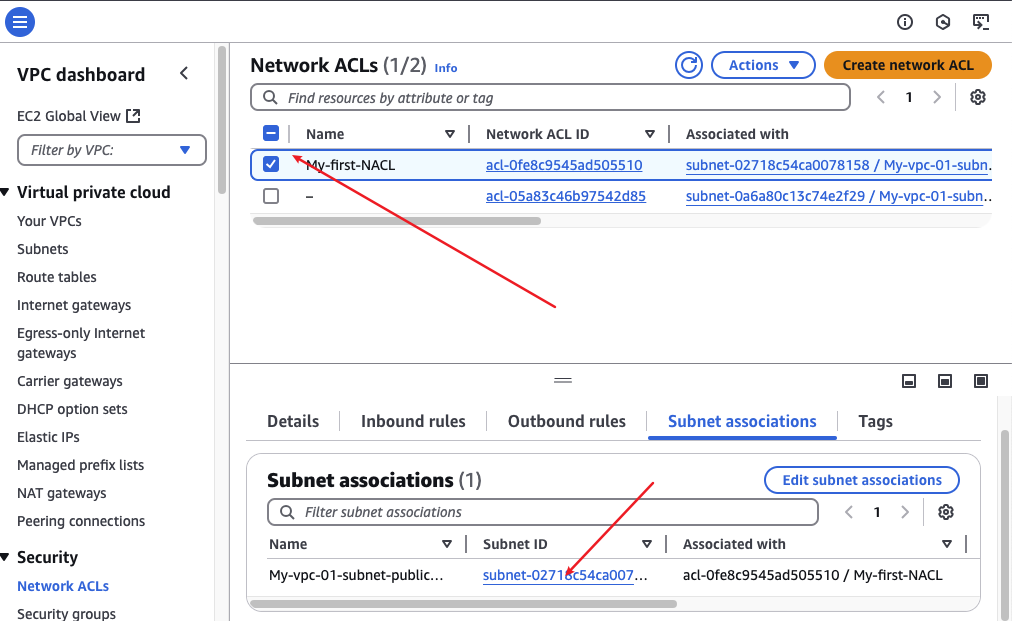 VPC dashboard
EC2 Global View
Filter by VPC:
Virtual private cloud
Your VPCs
Subnets
Route tables
Internet gateways
Egress-only Internet
gateways
Carrier gateways
DHCP option sets
Elastic IPs
Managed prefix lists
NAT gateways
Peering connections
Security
Network ACLs
Security groups
Network ACLs (1/2) Info
Actions
Create network ACL
Find resources by attribute or tag
1
Name Network ACL ID Associated with
My-first-NACL acl-0fe8c9545ad505510 subnet-02718c54ca0078158 / My-vpc-01-subn…
– acl-05a83c46b97542d85 subnet-0a6a80c13c74e2f29 / My-vpc-01-subn…
Details Inbound rules Outbound rules Subnet associations Tags
Subnet associations (1)
Edit subnet associations
Filter subnet associations
1
Name Subnet ID Associated with
My-vpc-01-subnet-public… subnet-02718c54ca007… acl-0fe8c9545ad505510 / My-first-NACL